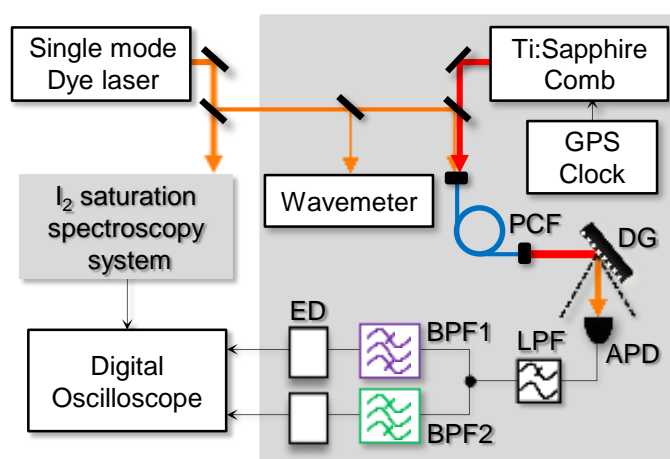 Single mode
Dye laser
Ti:Sapphire
Comb
GPS
Clock
I₂ saturation
spectroscopy
system
Wavemeter
PCF
DG
ED
BPF1
LPF
APD
Digital
Oscilloscope
BPF2